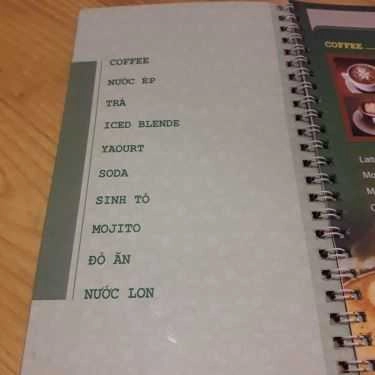 COFFEE
NƯỚC ÉP
TRÀ
ICED BLENDE
YAOURT
SODA
SINH TỐ
MOJITO
ĐỒ ĂN
NƯỚC LON
COFFEE